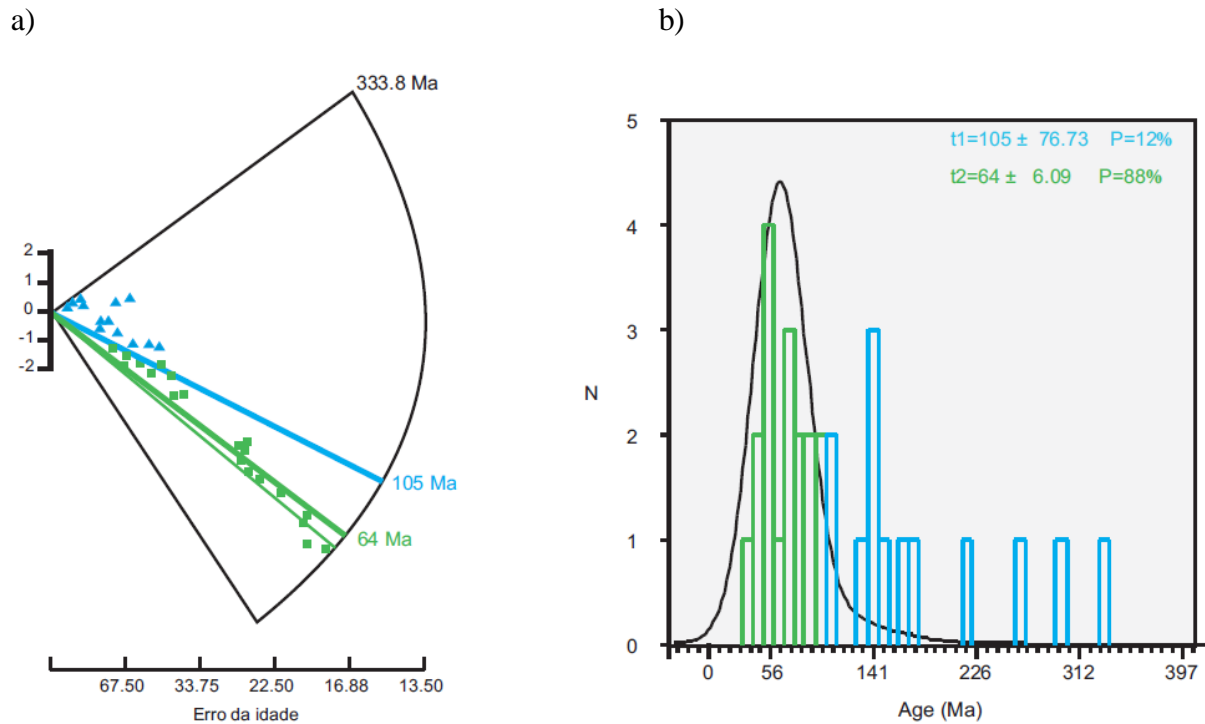 a)
b)
333.8 Ma
2
1
0
-1
-2
105 Ma
64 Ma
67.50 33.75 22.50 16.88 13.50
Erro da idade
5
4
3
2
1
0
N
t1=105 ± 76.73 P=12%
t2=64 ± 6.09 P=88%
0 56 141 226 312 397
Age (Ma)